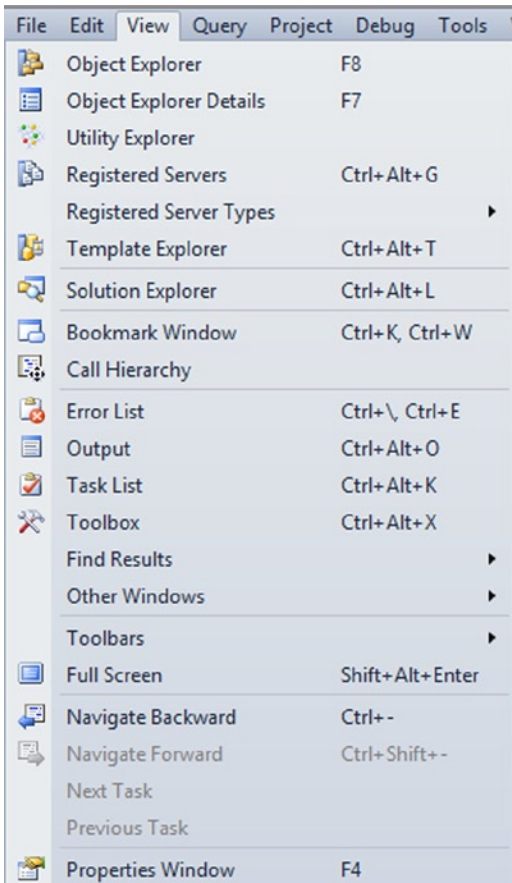 File Edit View Query Project Debug Tools
Object Explorer F8
Object Explorer Details F7
Utility Explorer
Registered Servers Ctrl+Alt+G
Registered Server Types
Template Explorer Ctrl+Alt+T
Solution Explorer Ctrl+Alt+L
Bookmark Window Ctrl+K, Ctrl+W
Call Hierarchy
Error List Ctrl+\, Ctrl+E
Output Ctrl+Alt+O
Task List Ctrl+Alt+K
Toolbox Ctrl+Alt+X
Find Results
Other Windows
Toolbars
Full Screen Shift+Alt+Enter
Navigate Backward Ctrl+-
Navigate Forward Ctrl+Shift+-
Next Task
Previous Task
Properties Window F4